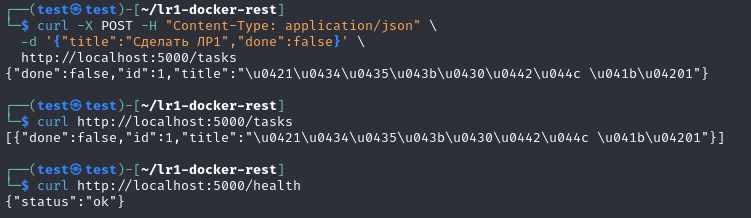 ┌──(test㉿test)-[~/lr1-docker-rest]
└─$ curl -X POST -H "Content-Type: application/json" \
  -d '{"title":"Сделать ЛР1","done":false}' \
  http://localhost:5000/tasks
{"done":false,"id":1,"title":"\u0421\u0434\u0435\u043b\u0430\u0442\u044c \u041b\u04201"}
┌──(test㉿test)-[~/lr1-docker-rest]
└─$ curl http://localhost:5000/tasks
[{"done":false,"id":1,"title":"\u0421\u0434\u0435\u043b\u0430\u0442\u044c \u041b\u04201"}]
┌──(test㉿test)-[~/lr1-docker-rest]
└─$ curl http://localhost:5000/health
{"status":"ok"}